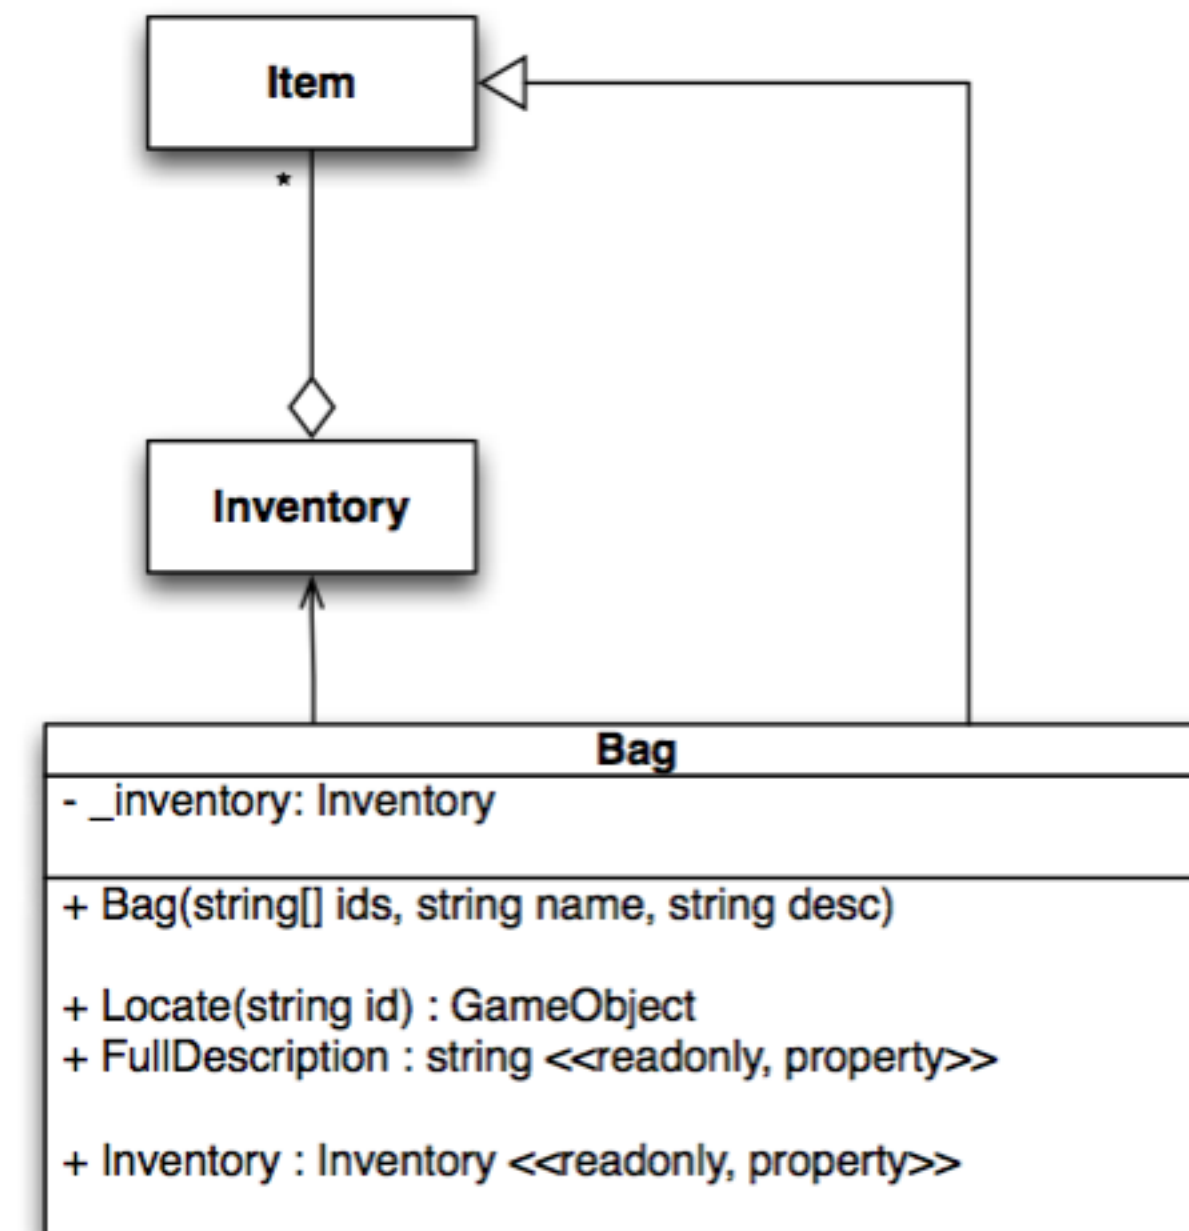 Item
*
Inventory
Bag
- _inventory: Inventory
+ Bag(string[] ids, string name, string desc)
+ Locate(string id) : GameObject
+ FullDescription : string <<readonly, property>>
+ Inventory : Inventory <<readonly, property>>